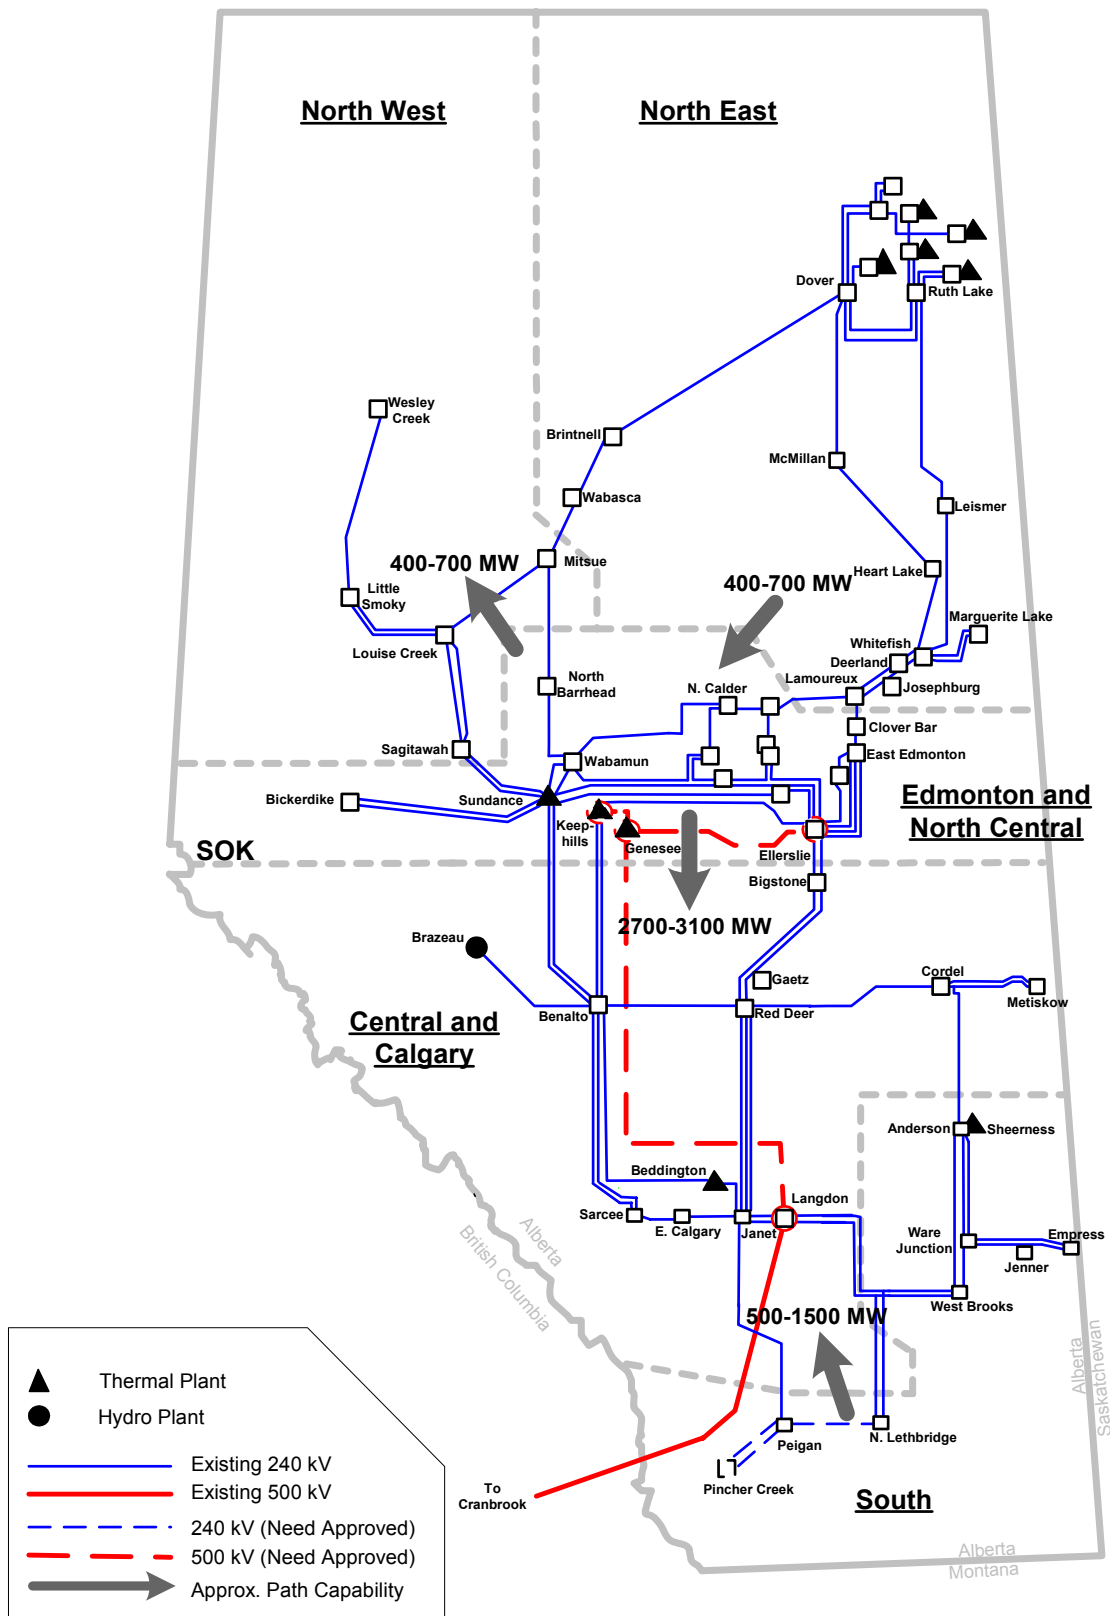 North West
North East
Dover
Ruth Lake
Wesley
Creek
Brintnell
McMillan
Wabasca
Leismer
400-700 MW
Mitsue
400-700 MW
Heart Lake
Little
Smoky
Marguerite Lake
Louise Creek
Whitefish
Deerland
Lamoureux
Josephburg
North
Barrhead
N. Calder
Clover Bar
Sagitawah
Wabamun
East Edmonton
Bickerdike
Sundance
Edmonton and
North Central
Keep-
hills
Genesee
Ellerslie
SOK
Bigstone
2700-3100 MW
Brazeau
Gaetz
Cordel
Metiskow
Benalto
Red Deer
Central and
Calgary
Anderson
Sheerness
Beddington
Langdon
Sarcee
E. Calgary
Janet
Ware
Junction
Empress
Jenner
Alberta
British Columbia
West Brooks
500-1500 MW
Alberta
Saskatchewan
Peigan
N. Lethbridge
Pincher Creek
To
Cranbrook
South
Alberta
Montana
Thermal Plant
Hydro Plant
Existing 240 kV
Existing 500 kV
240 kV (Need Approved)
500 kV (Need Approved)
Approx. Path Capability